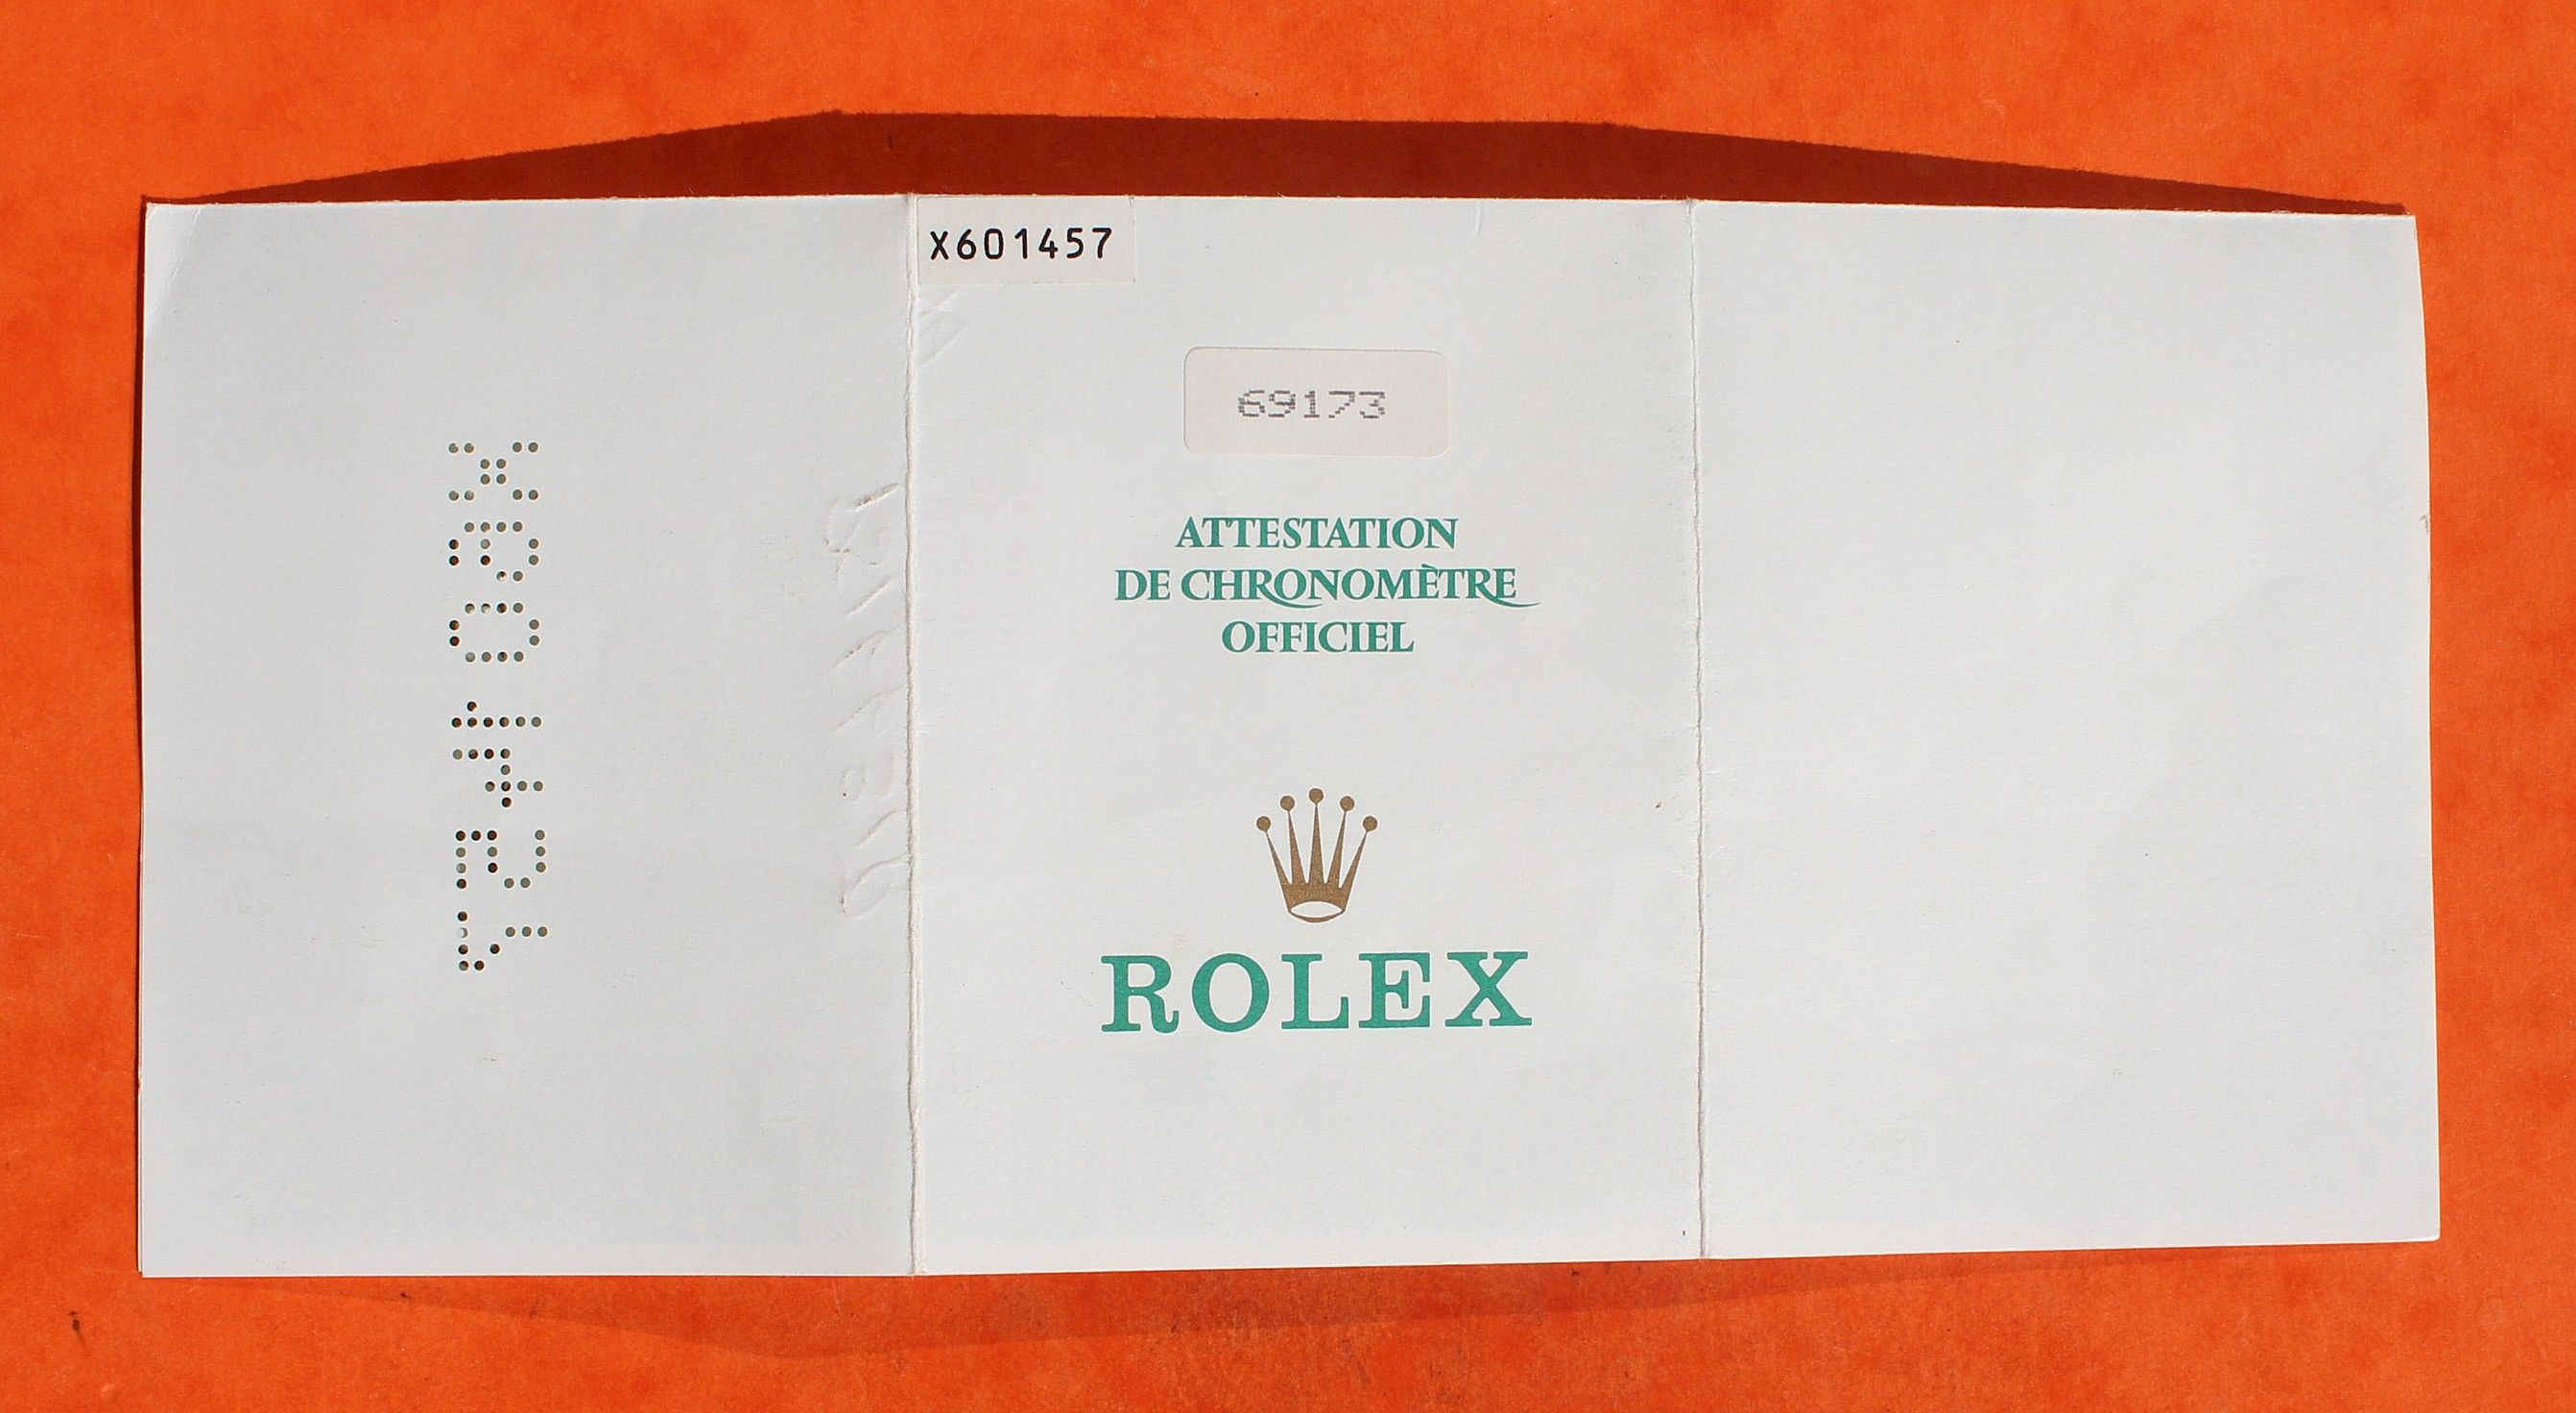 X601457
X601457
69173
ATTESTATION
DE CHRONOMÈTRE
OFFICIEL
ROLEX